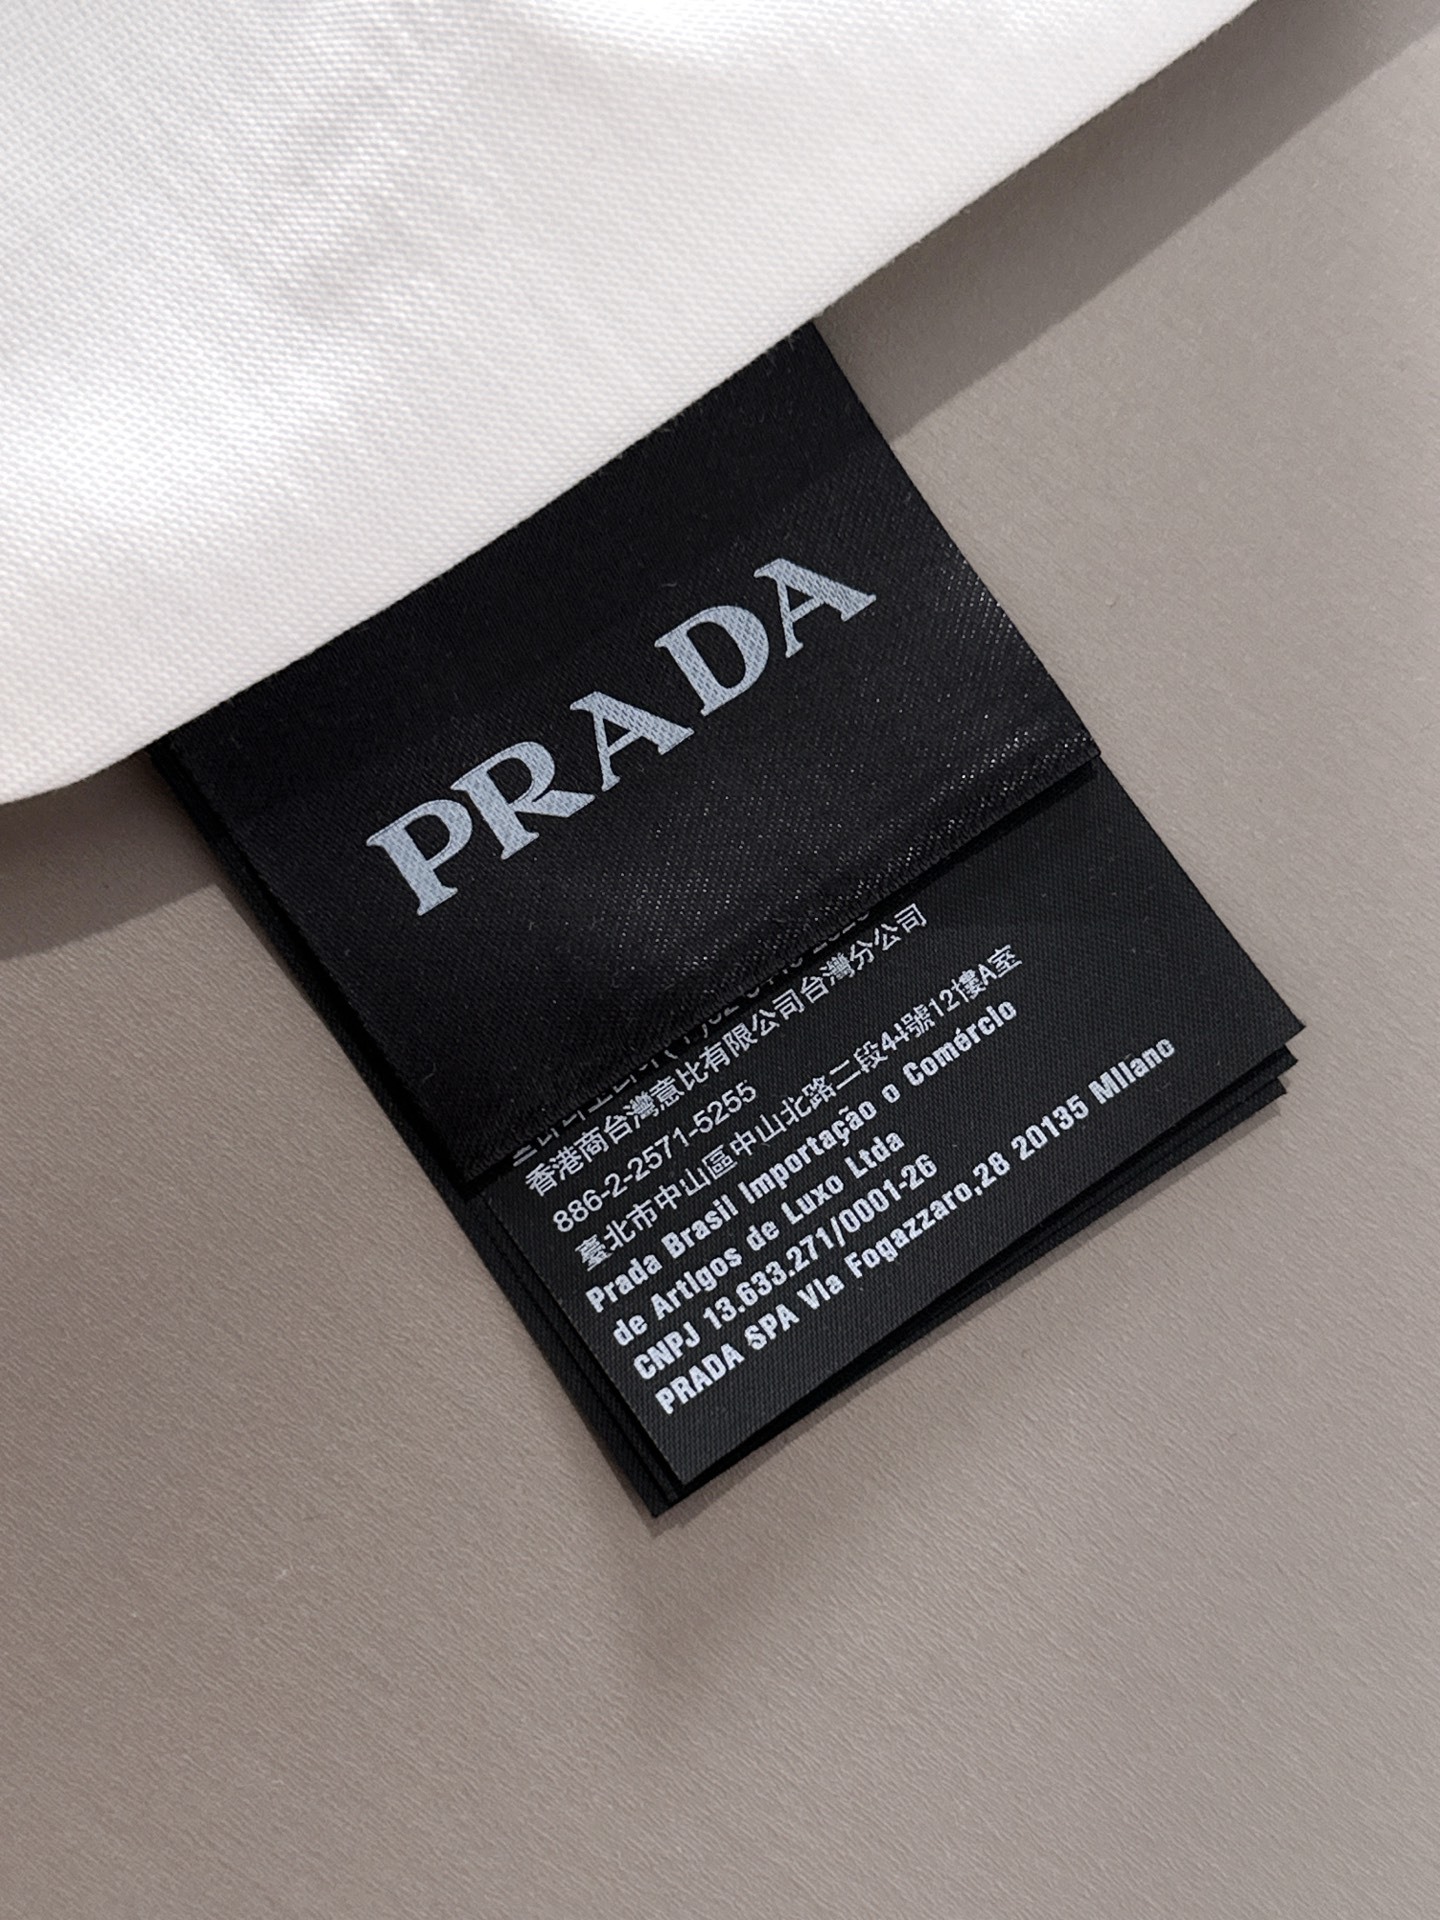 PRADA
香港商台灣意比有限公司台灣分公司
886-2-2571-5255
臺北市中山區中山北路二段44號12樓A室
Prada Brasil Importação o Comércio
de Artigos de Luxo Ltda
CNPJ 13.633.271/0001-26
PRADA SPA Via Fogazzaro,28 20135 Milano